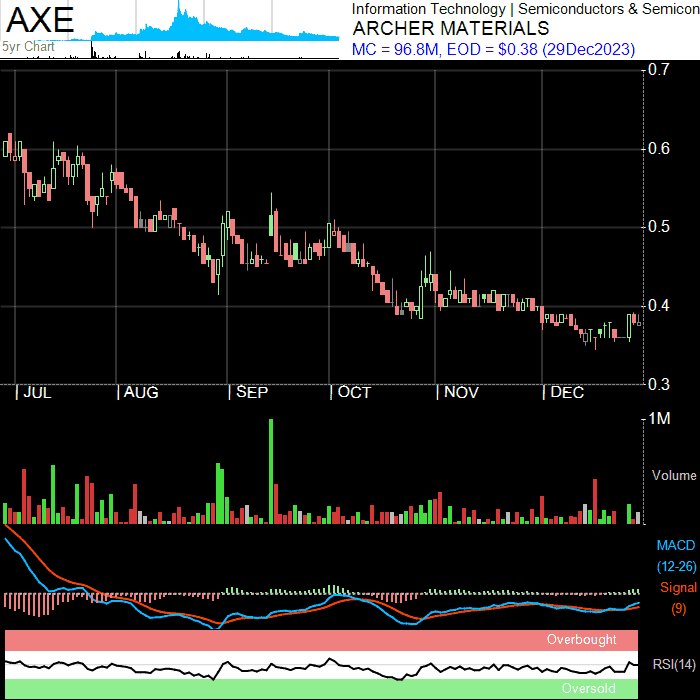 AXE
5yr Chart
Information Technology | Semiconductors & Semicon
ARCHER MATERIALS
MC = 96.8M, EOD = $0.38 (29Dec2023)
0.7
0.6
0.5
0.4
0.3
JUL AUG SEP OCT NOV DEC
1M
Volume
MACD
(12-26)
Signal
(9)
Overbought
RSI(14)
Oversold